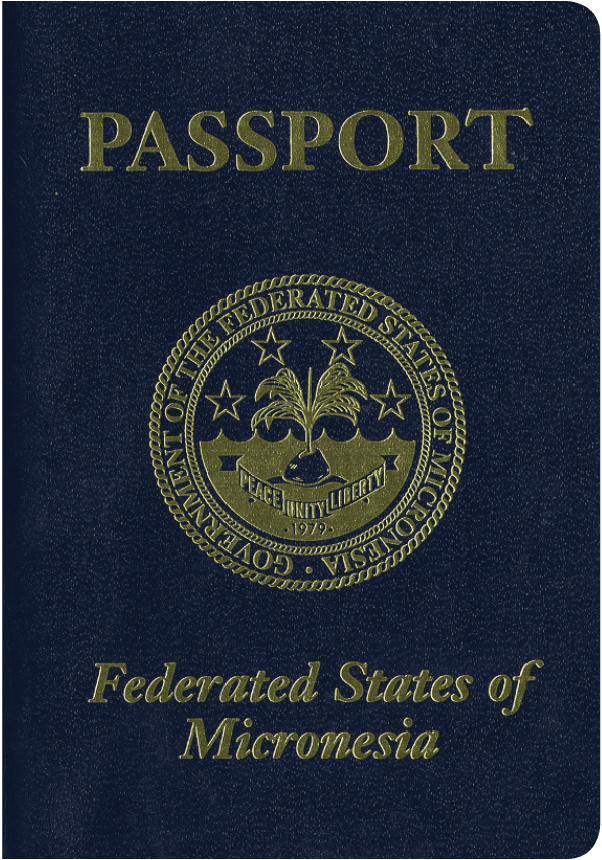 PASSPORT
GOVERNMENT OF THE FEDERATED STATES OF MICRONESIA
PEACE UNITY LIBERTY
·1979·
Federated States of
Micronesia